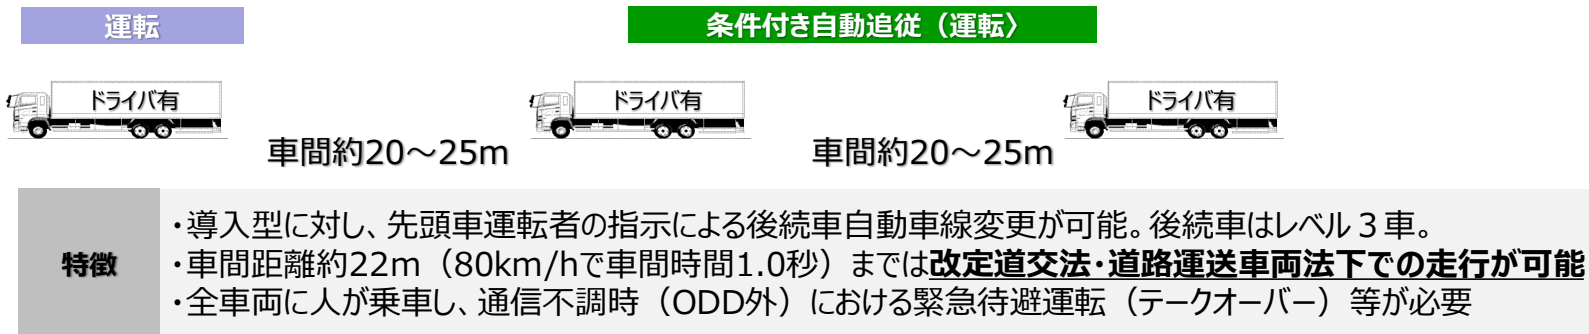 運転
条件付き自動追従（運転〉
ドライバ有
ドライバ有
ドライバ有
車間約20～25m
車間約20～25m
特徴
・導入型に対し、先頭車運転者の指示による後続車自動車線変更が可能。後続車はレベル３車。
・車間距離約22m（80km/hで車間時間1.0秒）までは改定道交法・道路運送車両法下での走行が可能
・全車両に人が乗車し、通信不調時（ODD外）における緊急待避運転（テークオーバー）等が必要